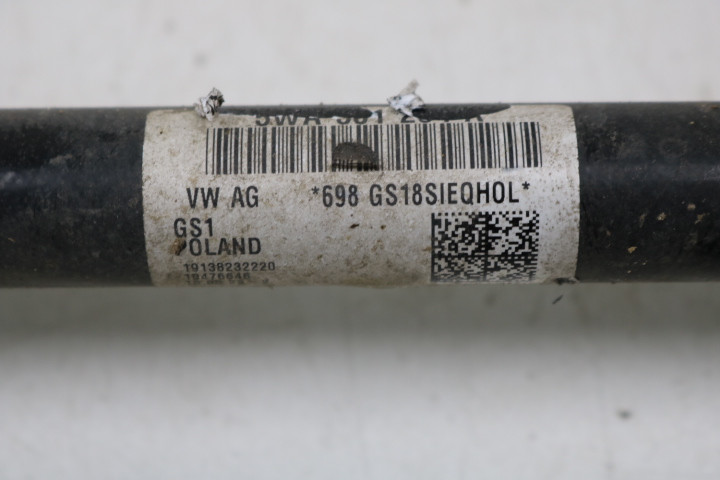 VW AG *698 GS18SIEQHOL*
GS1
POLAND
19138232220